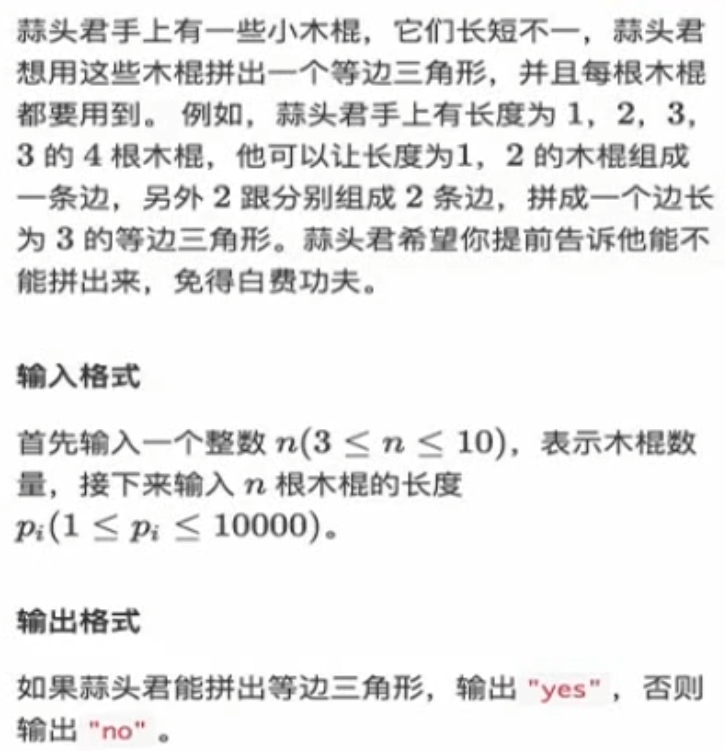 蒜头君手上有一些小木棍，它们长短不一，蒜头君
想用这些木棍拼出一个等边三角形，并且每根木棍
都要用到。 例如，蒜头君手上有长度为 1，2，3，
3 的 4 根木棍，他可以让长度为1，2 的木棍组成
一条边，另外 2 跟分别组成 2 条边，拼成一个边长
为 3 的等边三角形。蒜头君希望你提前告诉他能不
能拼出来，免得白费功夫。
输入格式
首先输入一个整数 n(3 ≤ n ≤ 10)，表示木棍数
量，接下来输入 n 根木棍的长度
p_i(1 ≤ p_i ≤ 10000)。
输出格式
如果蒜头君能拼出等边三角形，输出 "yes" ，否则
输出 "no" 。